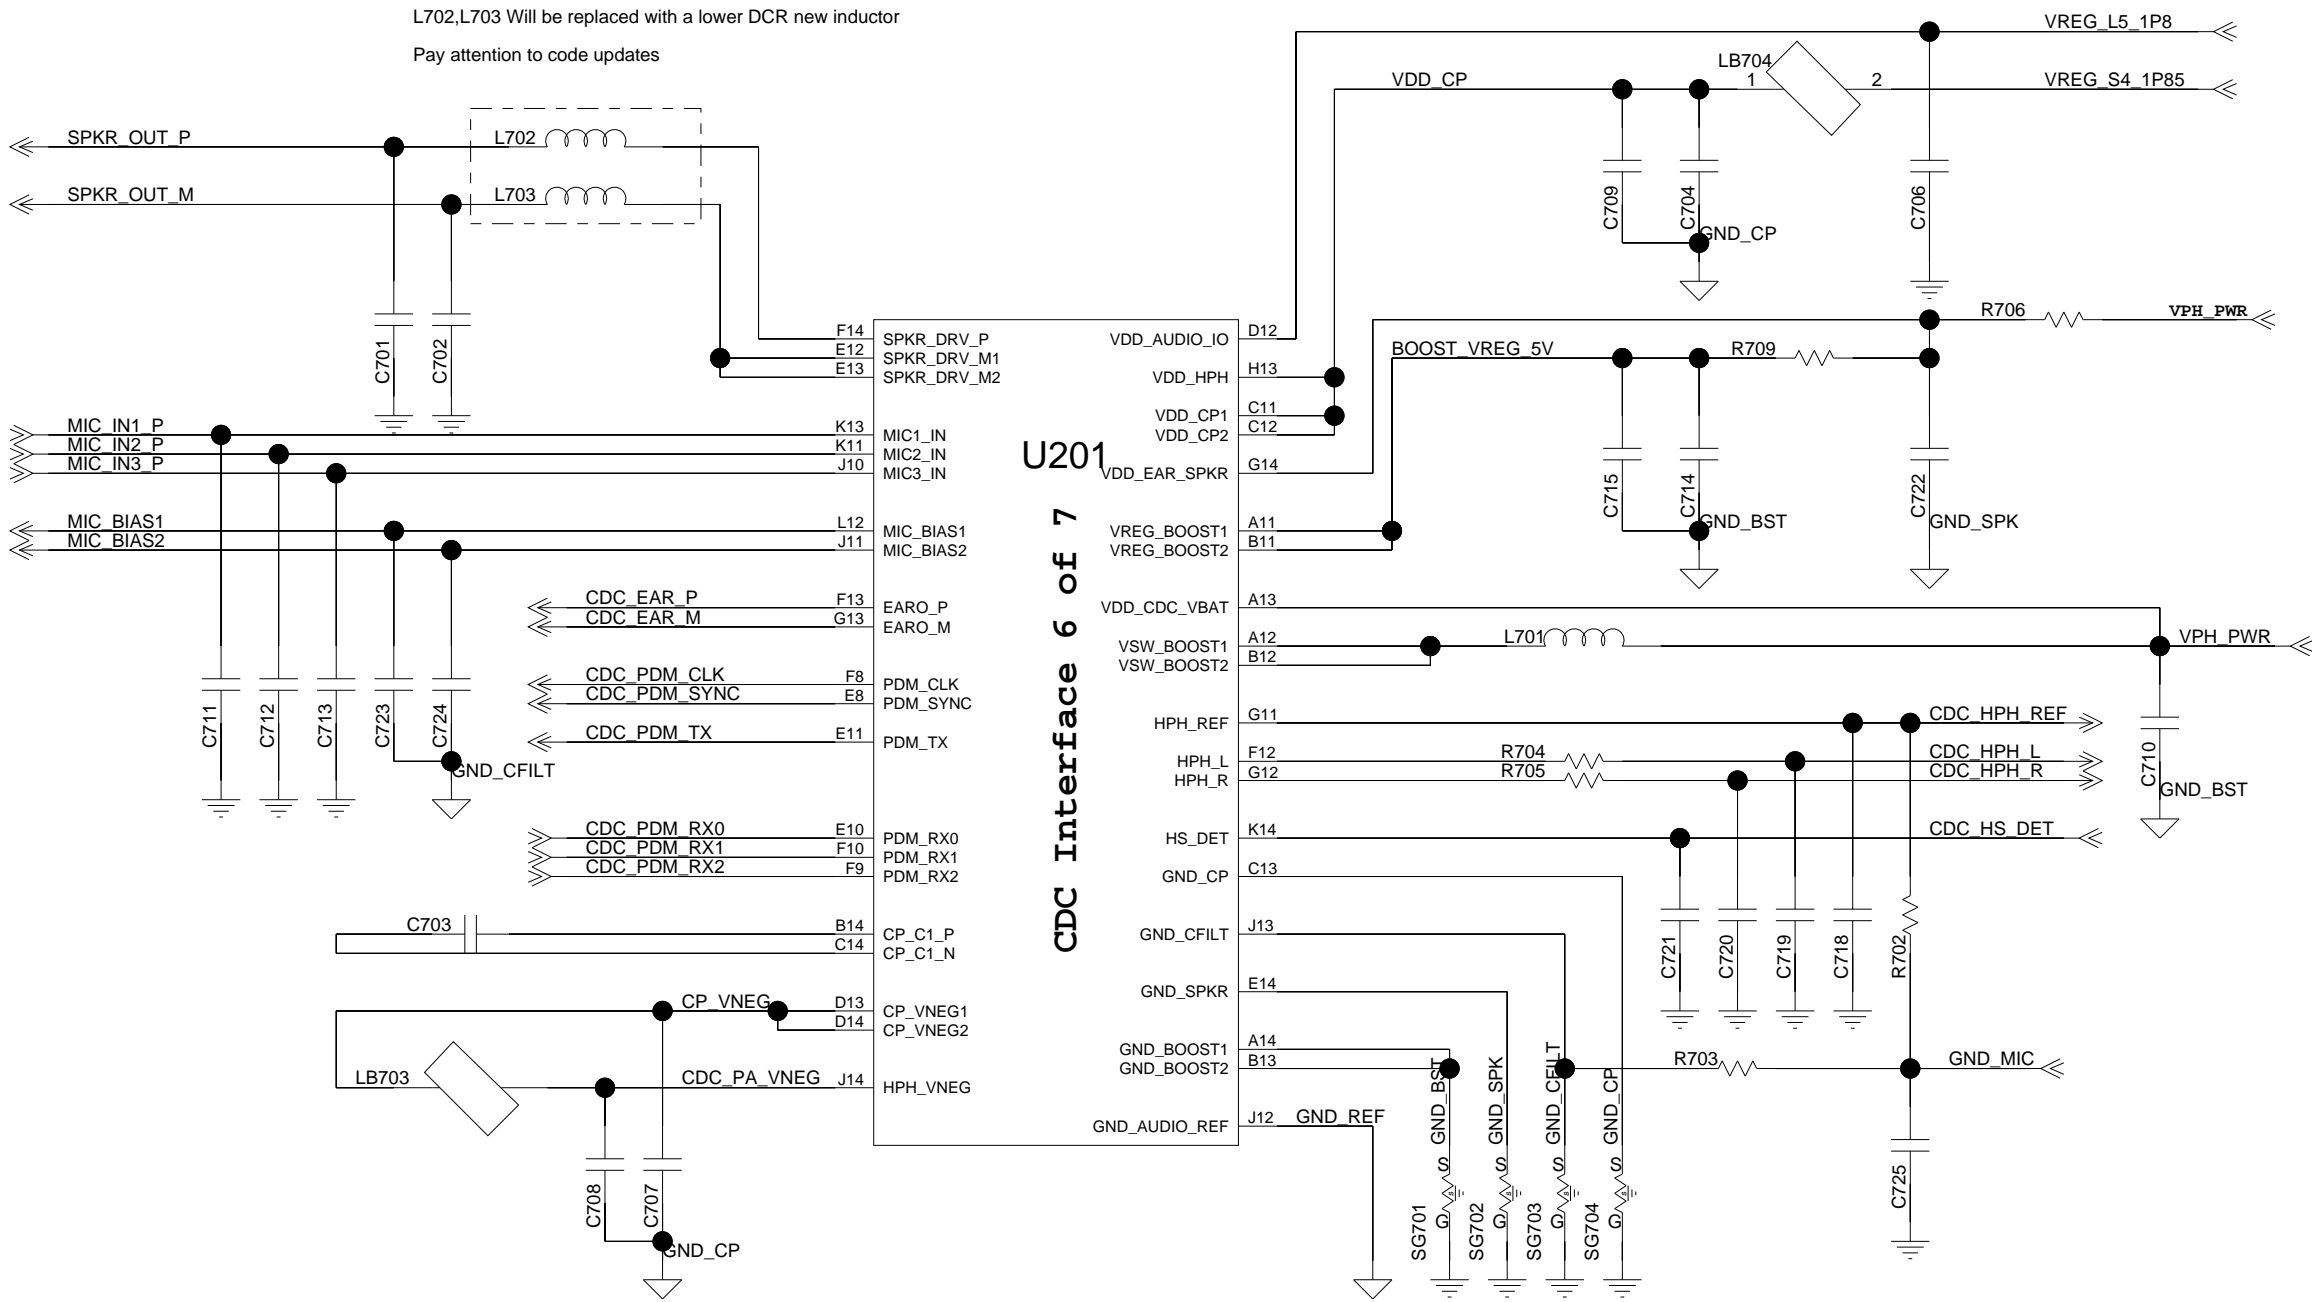 L702,L703 Will be replaced with a lower DCR new inductor
Pay attention to code updates
VREG_L5_1P8
LB704
VDD_CP
1
2
VREG_S4_1P85
SPKR_OUT_P
L702
SPKR_OUT_M
L703
C709
C704
C706
GND_CP
C701
C702
R706
VPH_PWR
BOOST_VREG_5V
R709
C715
C714
C722
GND_BST
GND_SPK
MIC_IN1_P
MIC_IN2_P
MIC_IN3_P
MIC_BIAS1
MIC_BIAS2
CDC_EAR_P
CDC_EAR_M
CDC_PDM_CLK
CDC_PDM_SYNC
CDC_PDM_TX
C711
C712
C713
C723
C724
GND_CFILT
CDC_PDM_RX0
CDC_PDM_RX1
CDC_PDM_RX2
C703
CP_VNEG
LB703
CDC_PA_VNEG
C708
C707
GND_CP
F14 SPKR_DRV_P
E12 SPKR_DRV_M1
E13 SPKR_DRV_M2
K13 MIC1_IN
K11 MIC2_IN
J10 MIC3_IN
L12 MIC_BIAS1
J11 MIC_BIAS2
F13 EARO_P
G13 EARO_M
F8 PDM_CLK
E8 PDM_SYNC
E11 PDM_TX
E10 PDM_RX0
F10 PDM_RX1
F9 PDM_RX2
B14 CP_C1_P
C14 CP_C1_N
D13 CP_VNEG1
D14 CP_VNEG2
J14 HPH_VNEG
U201
CDC Interface 6 of 7
VDD_AUDIO_IO D12
VDD_HPH H13
VDD_CP1 C11
VDD_CP2 C12
VDD_EAR_SPKR G14
VREG_BOOST1 A11
VREG_BOOST2 B11
VDD_CDC_VBAT A13
VSW_BOOST1 A12
VSW_BOOST2 B12
HPH_REF G11
HPH_L F12
HPH_R G12
HS_DET K14
GND_CP C13
GND_CFILT J13
GND_SPKR E14
GND_BOOST1 A14
GND_BOOST2 B13
GND_AUDIO_REF J12
L701
VPH_PWR
CDC_HPH_REF
R704
CDC_HPH_L
R705
CDC_HPH_R
C710
GND_BST
CDC_HS_DET
C721
C720
C719
C718
R702
R703
GND_MIC
C725
GND_REF
GND_BST
GND_SPK
GND_CFILT
GND_CP
S
S
S
S
s
s
s
s
G
G
G
G
SG701
SG702
SG703
SG704